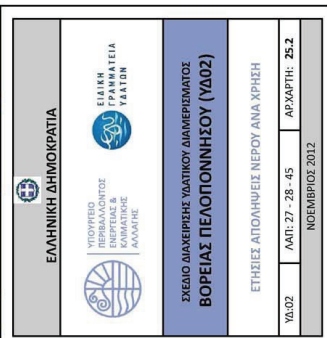 ΕΛΛΗΝΙΚΗ ΔΗΜΟΚΡΑΤΙΑ
ΥΠΟΥΡΓΕΙΟ
ΠΕΡΙΒΑΛΛΟΝΤΟΣ
ΕΝΕΡΓΕΙΑΣ &
ΚΛΙΜΑΤΙΚΗΣ
ΑΛΛΑΓΗΣ
ΕΙΔΙΚΗ
ΓΡΑΜΜΑΤΕΙΑ
ΥΔΑΤΩΝ
ΣΧΕΔΙΟ ΔΙΑΧΕΙΡΙΣΗΣ ΥΔΑΤΙΚΟΥ ΔΙΑΜΕΡΙΣΜΑΤΟΣ
ΒΟΡΕΙΑΣ ΠΕΛΟΠΟΝΝΗΣΟΥ (ΥΔ02)
ΕΤΗΣΙΕΣ ΑΠΟΛΗΨΕΙΣ ΝΕΡΟΥ ΑΝΑ ΧΡΗΣΗ
ΥΔ:02 ΛΑΠ: 27 - 28 - 45 ΑΡ.ΧΑΡΤΗ: 25.2
ΝΟΕΜΒΡΙΟΣ 2012